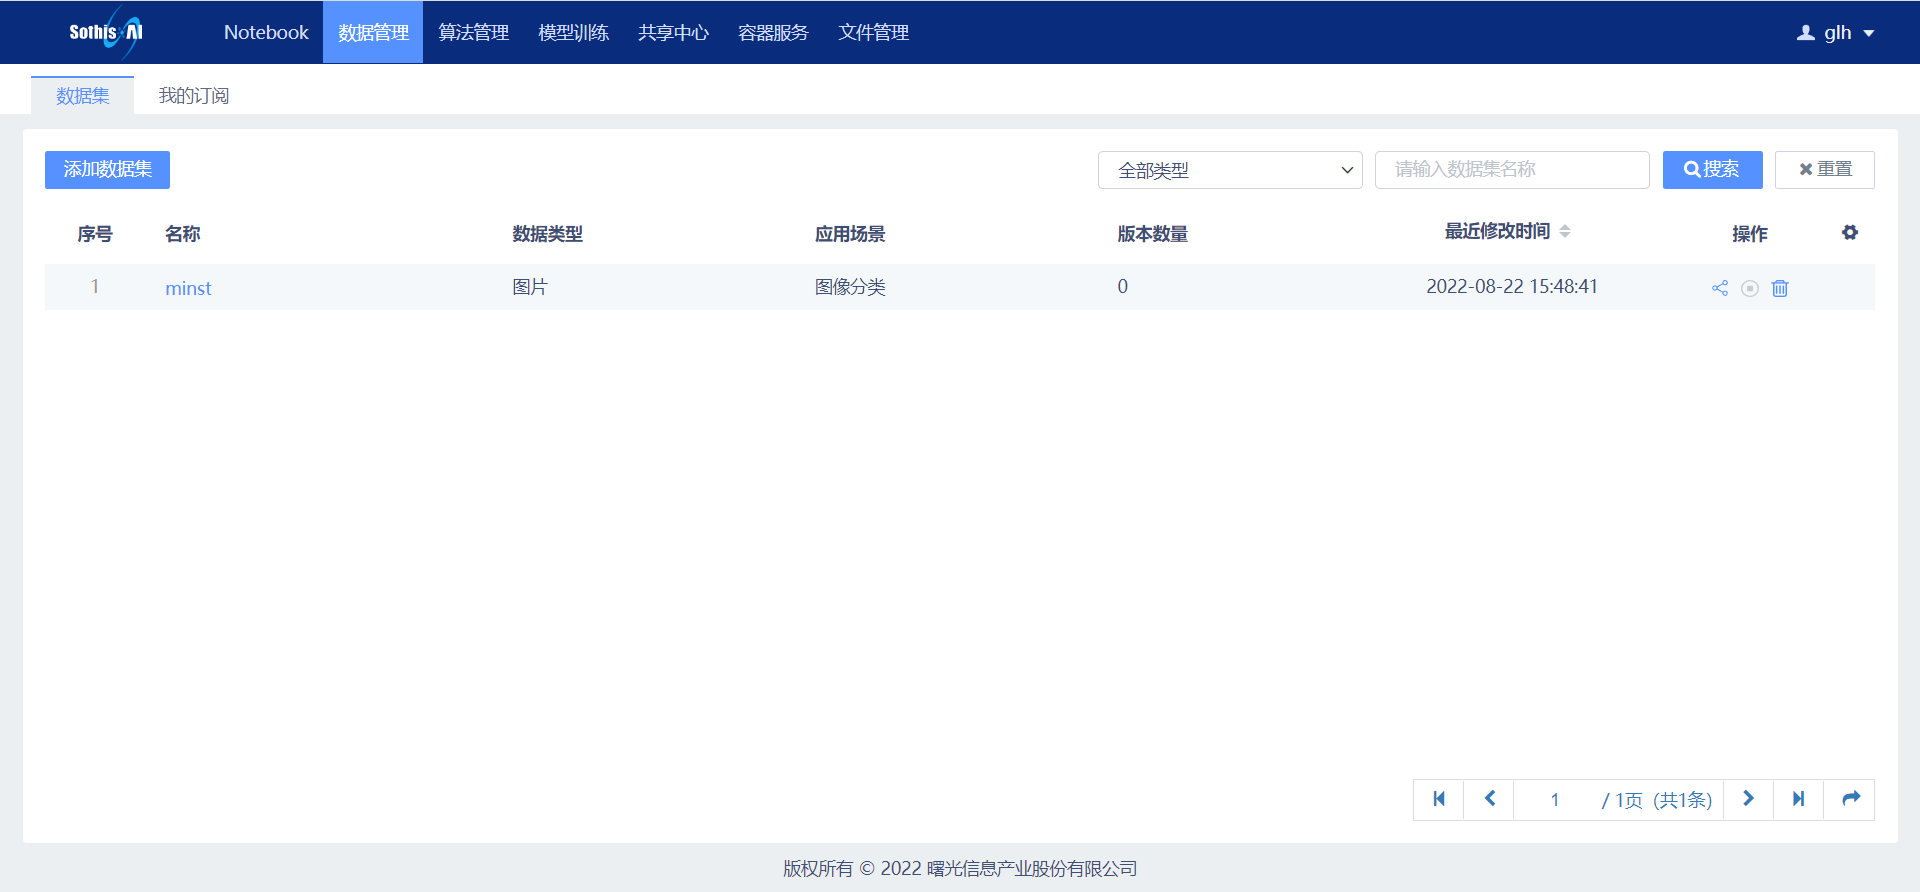 SothisAI Notebook 数据管理 算法管理 模型训练 共享中心 容器服务 文件管理 glh
数据集 我的订阅
添加数据集 全部类型 请输入数据集名称 搜索 重置
序号 名称 数据类型 应用场景 版本数量 最近修改时间 操作
1 minst 图片 图像分类 0 2022-08-22 15:48:41
1 / 1页 (共1条)
版权所有 © 2022 曙光信息产业股份有限公司